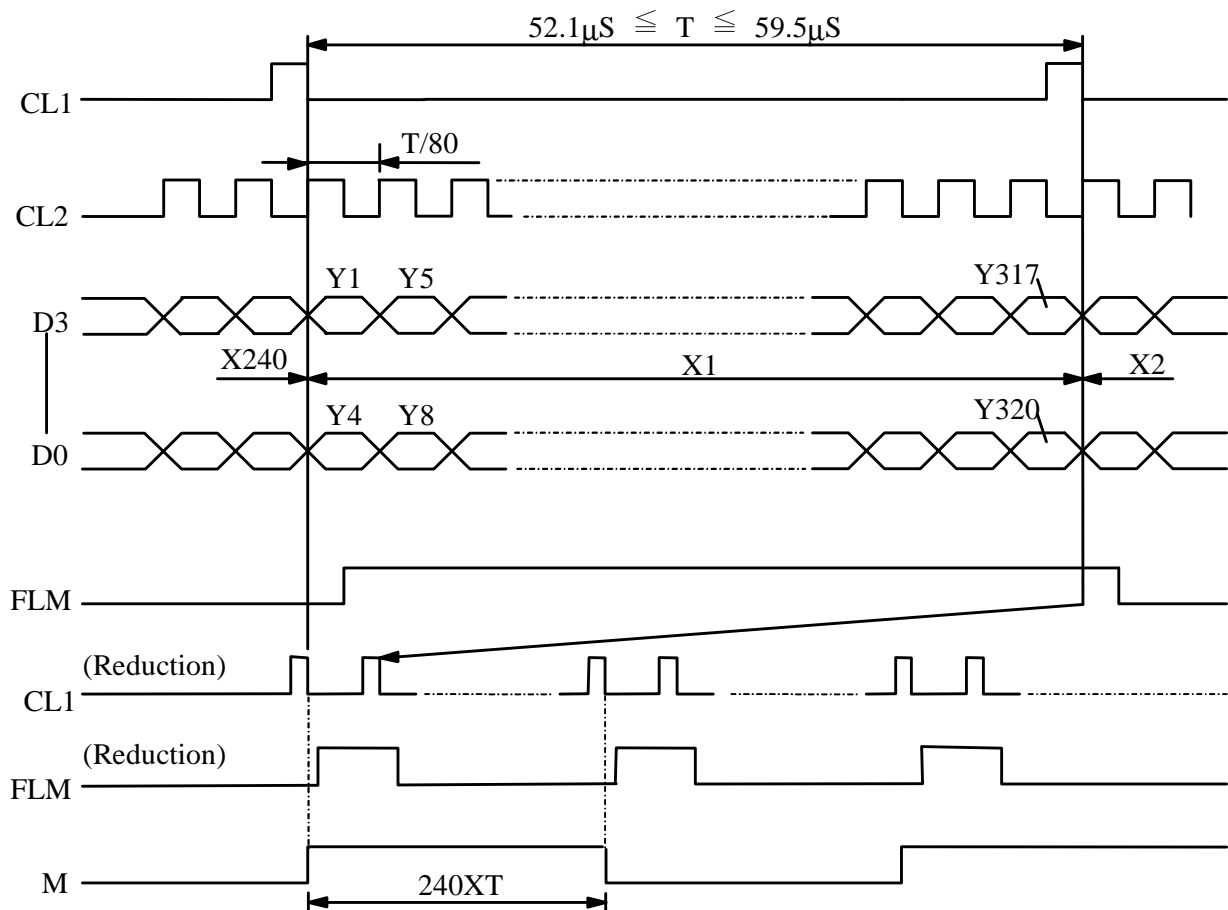 52.1μS ≦ T ≦ 59.5μS
CL1
T/80
CL2
Y1 Y5 Y317
D3
X240 X1 X2
Y4 Y8 Y320
D0
FLM
(Reduction)
CL1
(Reduction)
FLM
M
240XT